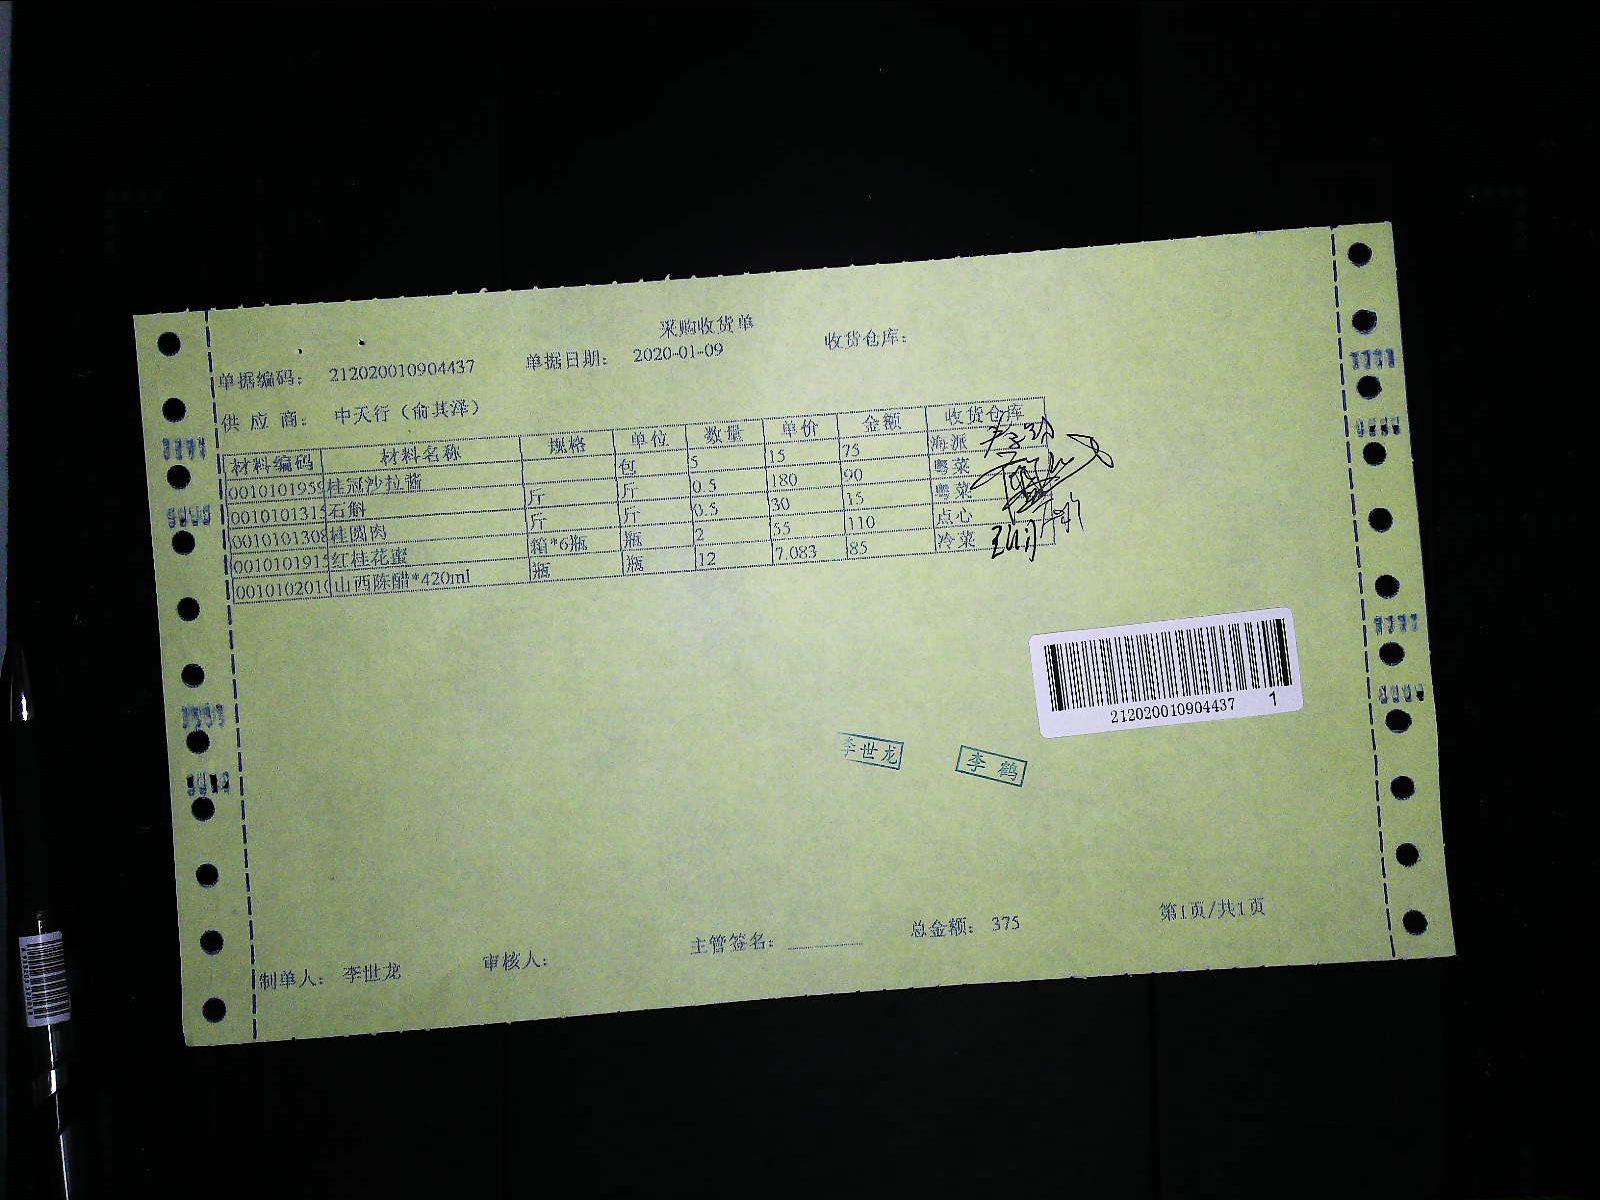 采购收货单
单据编码： 212020010904437 单据日期： 2020-01-09 收货仓库：
供 应 商： 中天行（俞其泽）
材料编码 材料名称 规格 单位 数量 单价 金额 收货仓库
0010101959 桂冠沙拉酱 包 5 15 75 海派
0010101315 石斛 斤 斤 0.5 180 90 粤菜
0010101308 桂圆肉 斤 斤 0.5 30 15 粤菜
0010101915 红桂花蜜 箱*6瓶 瓶 2 55 110 点心
0010102010 山西陈醋*420ml 瓶 瓶 12 7.083 85 冷菜
212020010904437 1
李世龙 李鹤
制单人： 李世龙 审核人： 主管签名： 总金额： 375 第1页/共1页